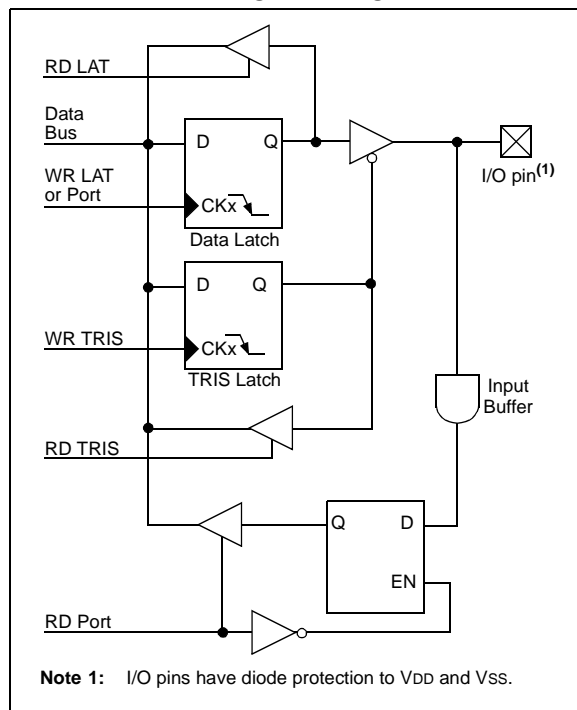 RD LAT
Data
Bus
D
Q
WR LAT
or Port
I/O pin(1)
CKx
Data Latch
D
Q
WR TRIS
CKx
TRIS Latch
Input
Buffer
RD TRIS
Q
D
EN
RD Port
Note 1: I/O pins have diode protection to VDD and VSS.